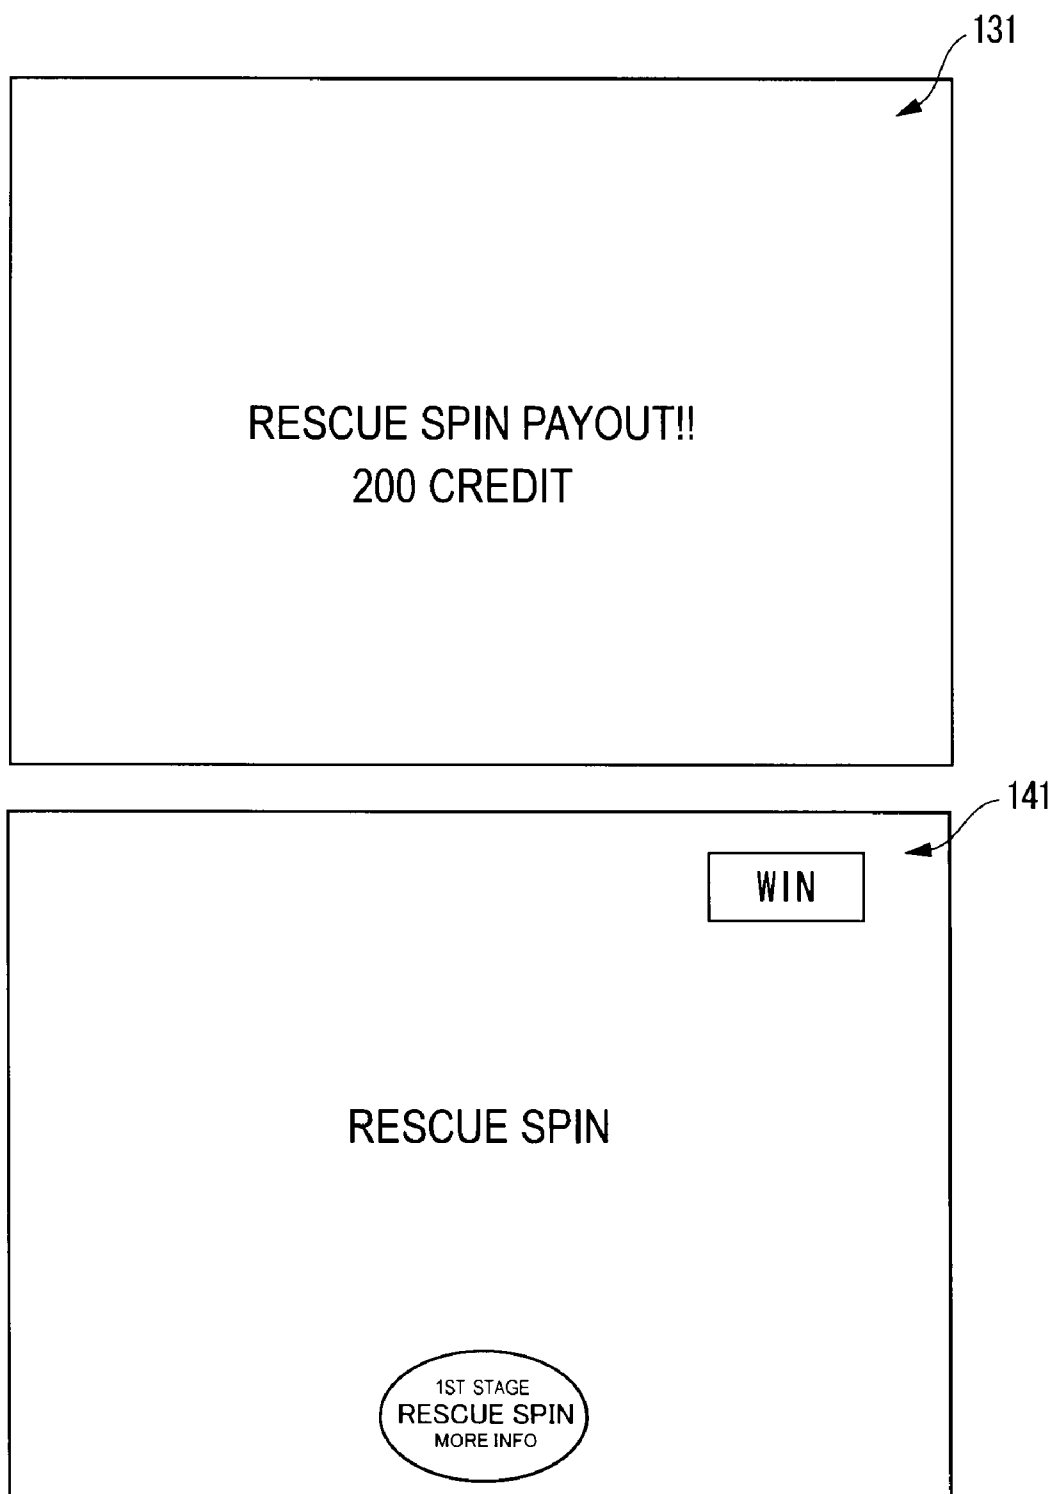 131
RESCUE SPIN PAYOUT!!
200 CREDIT
141
WIN
RESCUE SPIN
1ST STAGE
RESCUE SPIN
MORE INFO